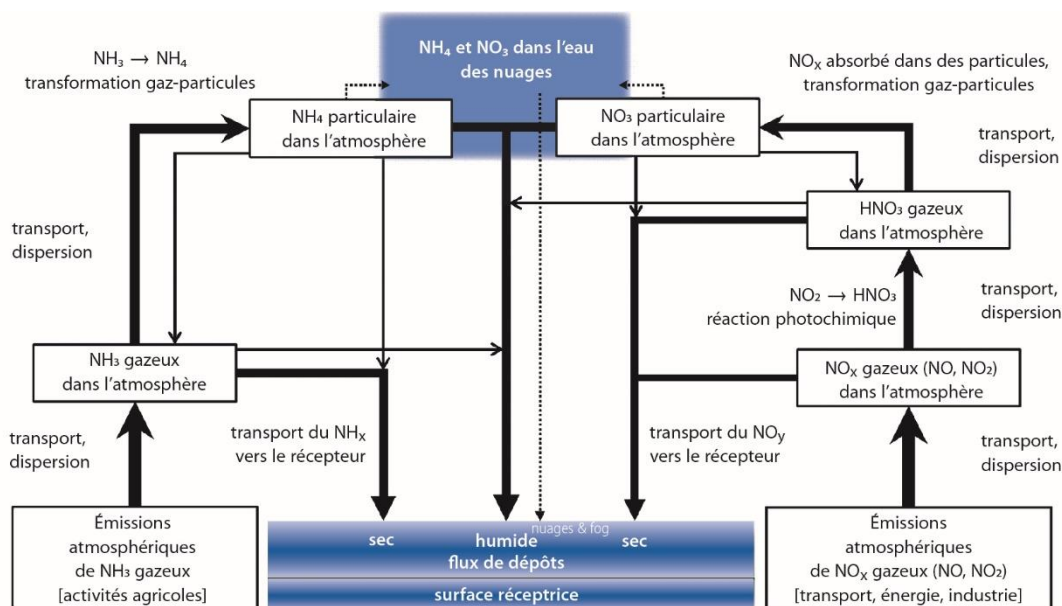 NH₄ et NO₃ dans l'eau
des nuages
NH₃ → NH₄
transformation gaz-particules
NOₓ absorbé dans des particules,
transformation gaz-particules
NH₄ particulaire
dans l'atmosphère
NO₃ particulaire
dans l'atmosphère
transport,
dispersion
HNO₃ gazeux
dans l'atmosphère
transport,
dispersion
NO₂ → HNO₃
réaction photochimique
transport,
dispersion
NH₃ gazeux
dans l'atmosphère
NOₓ gazeux (NO, NO₂)
dans l'atmosphère
transport,
dispersion
transport du NHₓ
vers le récepteur
transport du NOᵧ
vers le récepteur
transport,
dispersion
Émissions
atmosphériques
de NH₃ gazeux
[activités agricoles]
nuages & fog
sec
humide
sec
flux de dépôts
surface réceptrice
Émissions
atmosphériques
de NOₓ gazeux (NO, NO₂)
[transport, énergie, industrie]